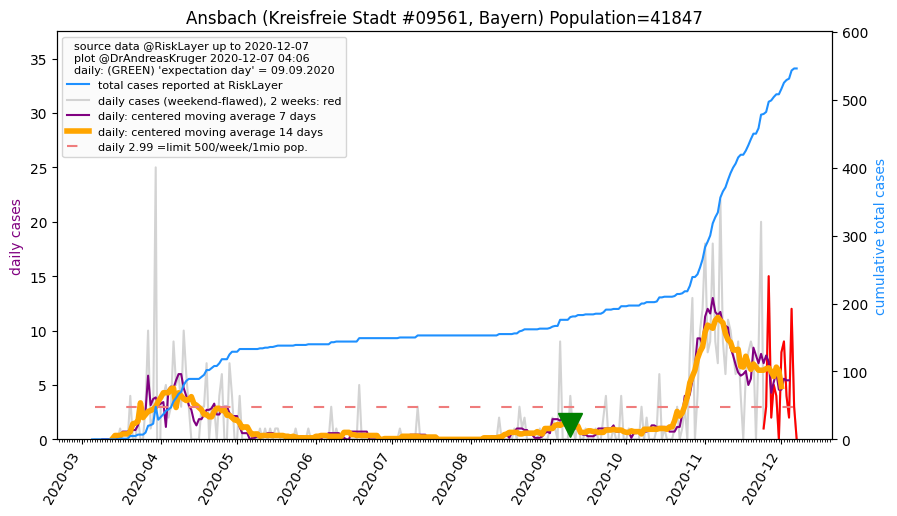 Ansbach (Kreisfreie Stadt #09561, Bayern) Population=41847
source data @RiskLayer up to 2020-12-07
plot @DrAndreasKruger 2020-12-07 04:06
daily: (GREEN) 'expectation day' = 09.09.2020
total cases reported at RiskLayer
daily cases (weekend-flawed), 2 weeks: red
daily: centered moving average 7 days
daily: centered moving average 14 days
daily 2.99 =limit 500/week/1mio pop.
daily cases
35
30
25
20
15
10
5
0
cumulative total cases
600
500
400
300
200
100
0
2020-03
2020-04
2020-05
2020-06
2020-07
2020-08
2020-09
2020-10
2020-11
2020-12